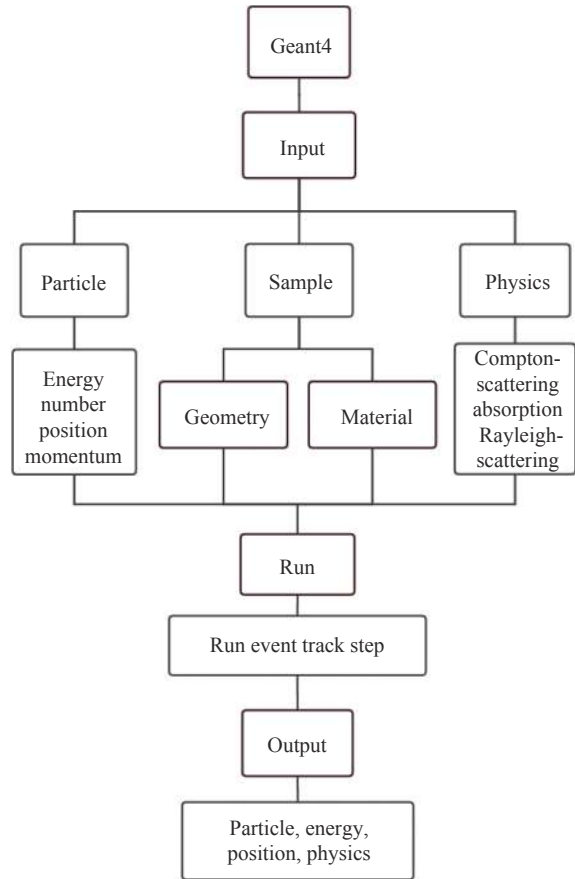 Geant4
Input
Particle
Sample
Physics
Energy
number
position
momentum
Geometry
Material
Compton-
scattering
absorption
Rayleigh-
scattering
Run
Run event track step
Output
Particle, energy,
position, physics